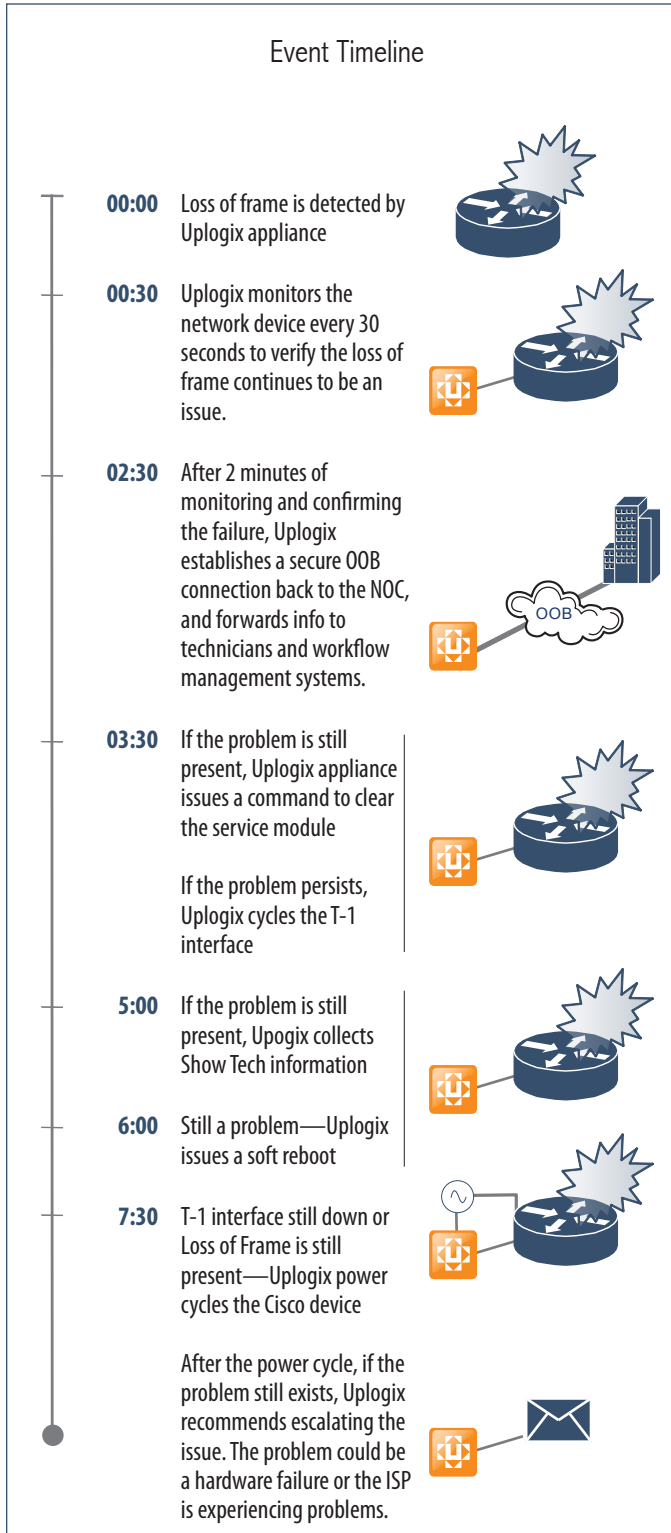 Event Timeline
00:00 Loss of frame is detected by
Uplogix appliance
00:30 Uplogix monitors the
network device every 30
seconds to verify the loss of
frame continues to be an
issue.
02:30 After 2 minutes of
monitoring and confirming
the failure, Uplogix
establishes a secure OOB
connection back to the NOC,
and forwards info to
technicians and workflow
management systems.
OOB
03:30 If the problem is still
present, Uplogix appliance
issues a command to clear
the service module
If the problem persists,
Uplogix cycles the T-1
interface
5:00 If the problem is still
present, Upogix collects
Show Tech information
6:00 Still a problem—Uplogix
issues a soft reboot
7:30 T-1 interface still down or
Loss of Frame is still
present—Uplogix power
cycles the Cisco device
After the power cycle, if the
problem still exists, Uplogix
recommends escalating the
issue. The problem could be
a hardware failure or the ISP
is experiencing problems.